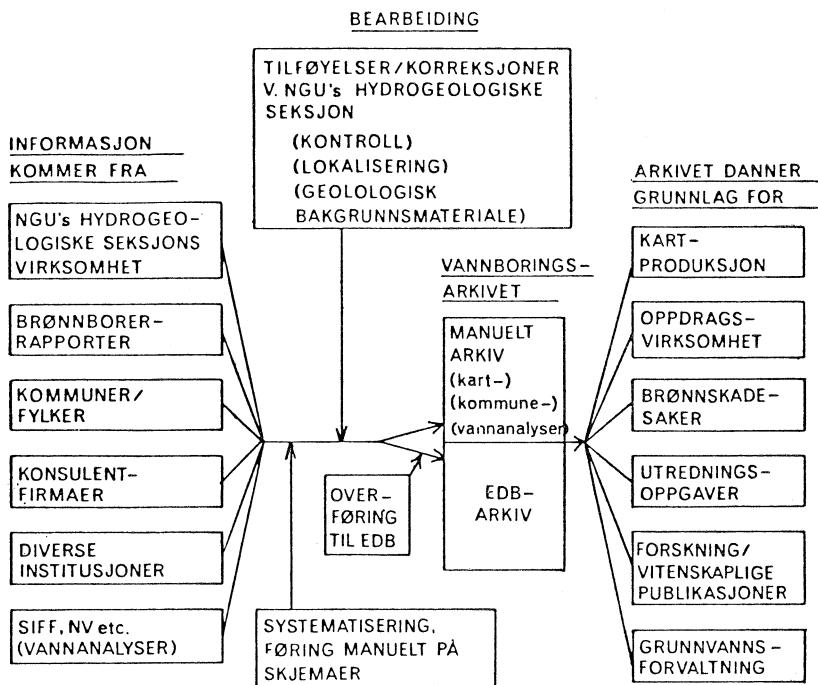 BEARBEIDING
TILFØYELSER/KORREKSJONER
V. NGU's HYDROGEOLOGISKE
SEKSJON
(KONTROLL)
(LOKALISERING)
(GEOLOLOGISK
BAKGRUNNSMATERIALE)
INFORMASJON
KOMMER FRA
NGU's HYDROGEO-
LOGISKE SEKSJONS
VIRKSOMHET
BRØNNBORER-
RAPPORTER
KOMMUNER/
FYLKER
KONSULENT-
FIRMAER
DIVERSE
INSTITUSJONER
SIFF, NV etc.
(VANNANALYSER)
SYSTEMATISERING,
FØRING MANUELT PÅ
SKJEMAER
OVER-
FØRING
TIL EDB
VANNBORINGS-
ARKIVET
MANUELT
ARKIV
(kart-)
(kommune-)
(vannanalyser)
EDB-
ARKIV
ARKIVET DANNER
GRUNNLAG FOR
KART-
PRODUKSJON
OPPDRAGS-
VIRKSOMHET
BRØNNSKADE-
SAKER
UTREDNINGS-
OPPGAVER
FORSKNING/
VITENSKAPLIGE
PUBLIKASJONER
GRUNNVANNS-
FORVALTNING